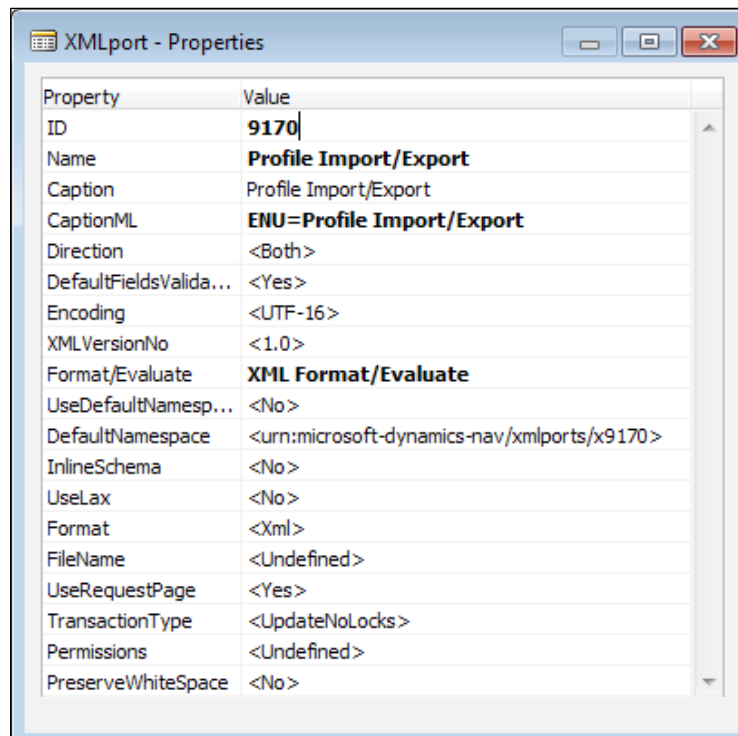 XMLport - Properties
Property Value
ID 9170
Name Profile Import/Export
Caption Profile Import/Export
CaptionML ENU=Profile Import/Export
Direction <Both>
DefaultFieldsValida... <Yes>
Encoding <UTF-16>
XMLVersionNo <1.0>
Format/Evaluate XML Format/Evaluate
UseDefaultNamesp... <No>
DefaultNamespace <urn:microsoft-dynamics-nav/xmlports/x9170>
InlineSchema <No>
UseLax <No>
Format <Xml>
FileName <Undefined>
UseRequestPage <Yes>
TransactionType <UpdateNoLocks>
Permissions <Undefined>
PreserveWhiteSpace <No>